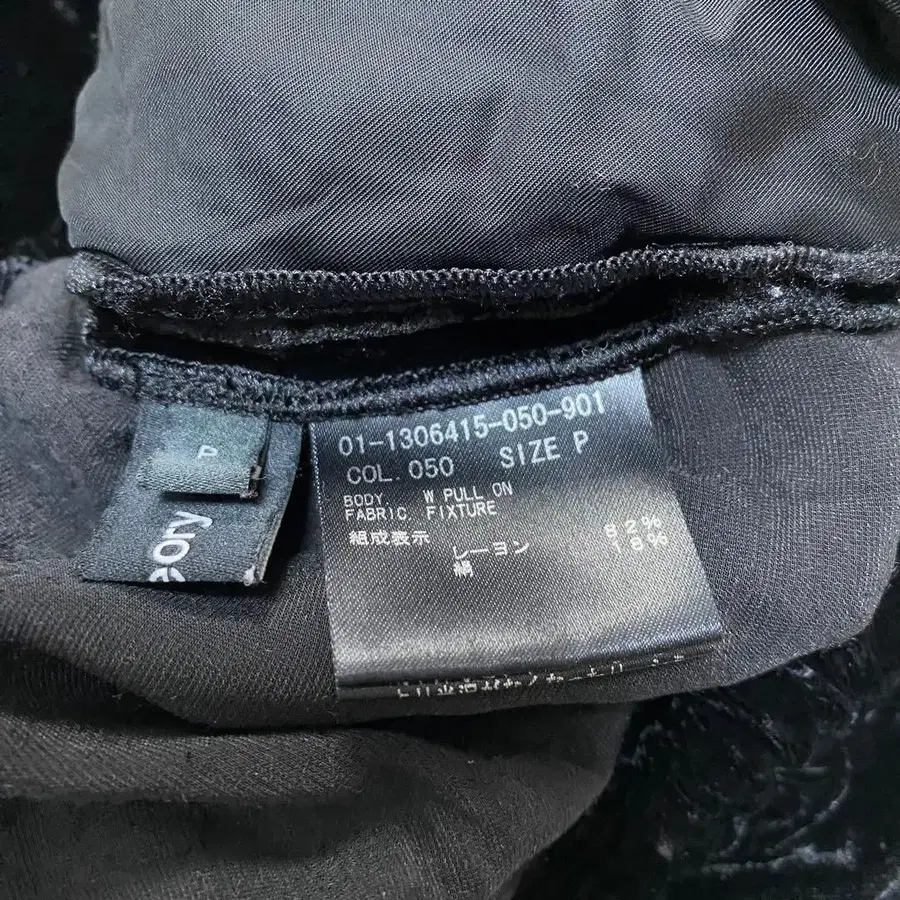 P
eory
01-1306415-050-901
COL. 050 SIZE P
BODY. W PULL ON
FABRIC. FIXTURE
組成表示
レーヨン 82%
絹 18%